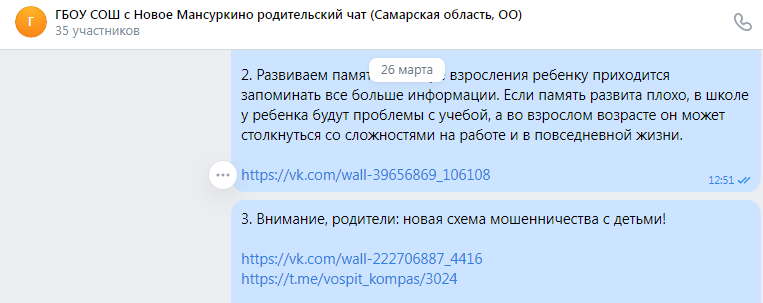 Г
ГБОУ СОШ с Новое Мансуркино родительский чат (Самарская область, ОО)
35 участников
26 марта
2. Развиваем взросления ребенку приходится
запоминать все больше информации. Если память развита плохо, в школе
у ребенка будут проблемы с учебой, а во взрослом возрасте он может
столкнуться со сложностями на работе и в повседневной жизни.
https://vk.com/wall-39656869_106108
12:51
3. Внимание, родители: новая схема мошенничества с детьми!
https://vk.com/wall-222706887_4416
https://t.me/vospit_kompas/3024